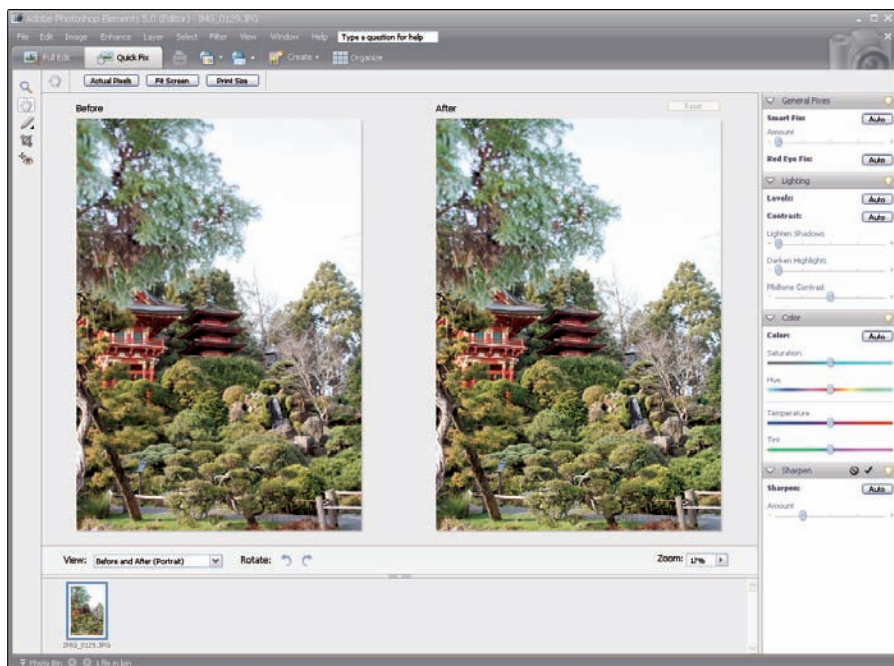 Adobe Photoshop Elements 5.0 (Editor) - IMG_0129.JPG
File Edit Image Enhance Layer Select Filter View Window Help Type a question for help
Full Edit Quick Fix Create Organize
Actual Pixels Fit Screen Print Size
Before After Reset
General Fixes
Smart Fix: Auto
Amount
Red Eye Fix: Auto
Lighting
Levels: Auto
Contrast: Auto
Lighten Shadows
Darken Highlights
Midtone Contrast
Color
Color: Auto
Saturation
Hue
Temperature
Tint
Sharpen
Sharpen: Auto
Amount
View: Before and After (Portrait) Rotate: Zoom: 17%
IMG_0129.JPG
Photo Bin 1 file in bin